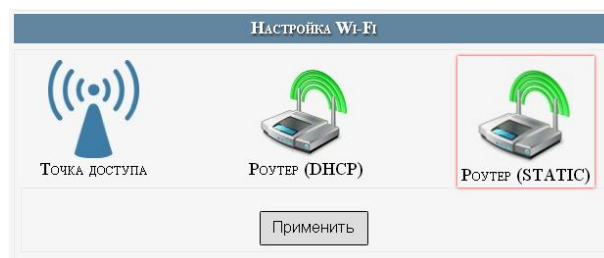 Настройка Wi-Fi
Точка доступа
Роутер (DHCP)
Роутер (STATIC)
Применить